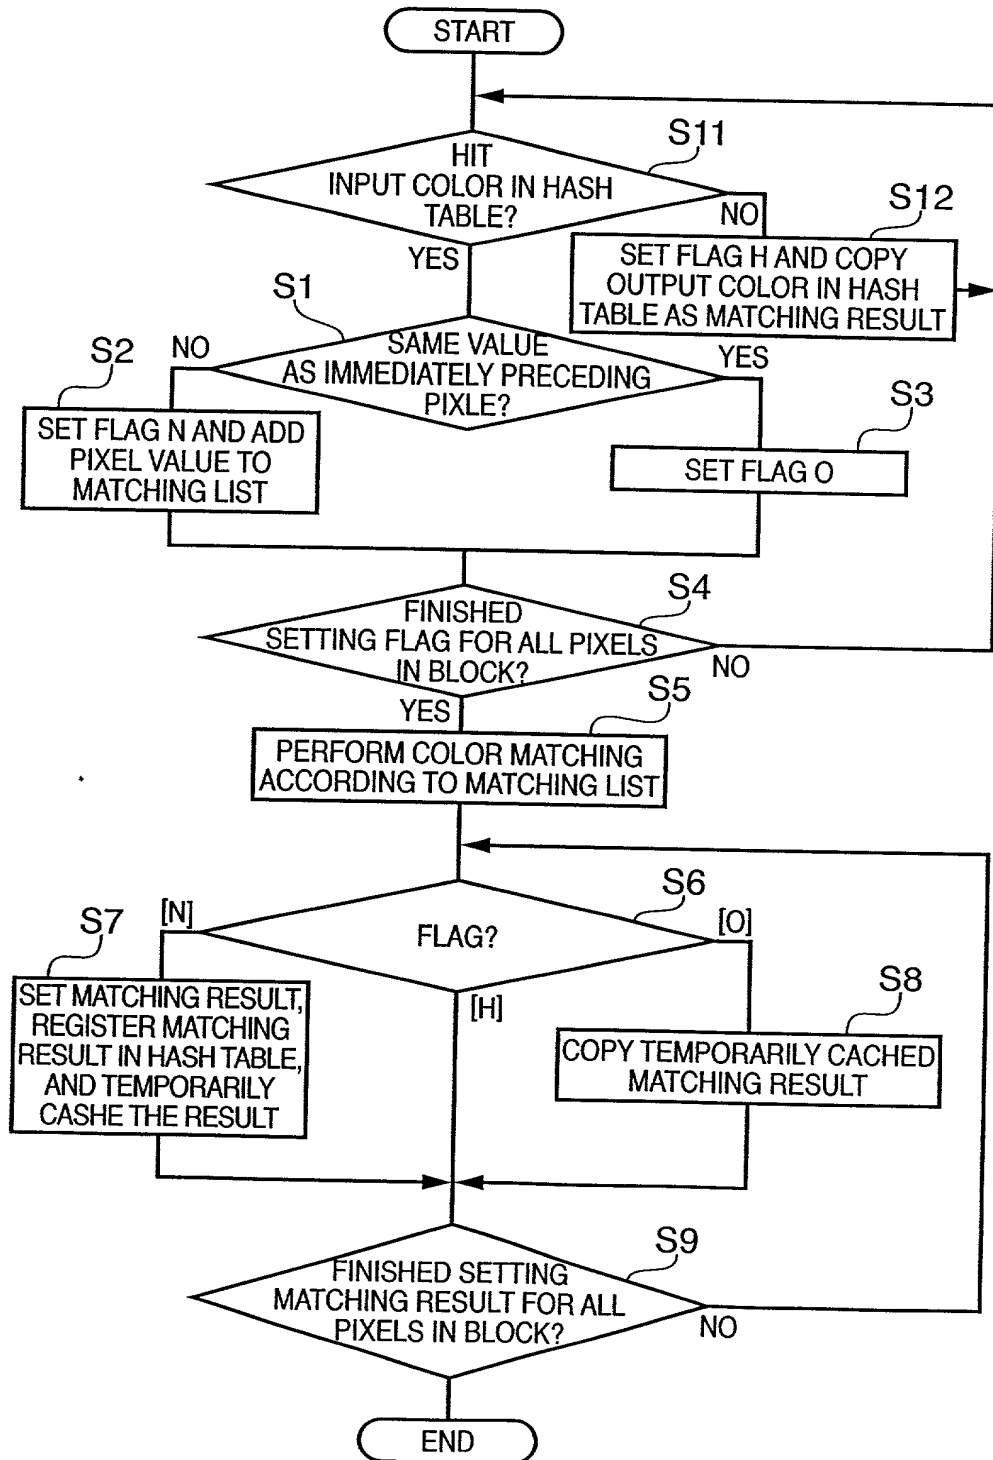 START
S11
HIT
INPUT COLOR IN HASH
TABLE?
NO
YES
S12
SET FLAG H AND COPY
OUTPUT COLOR IN HASH
TABLE AS MATCHING RESULT
S1
SAME VALUE
AS IMMEDIATELY PRECEDING
PIXLE?
NO
YES
S2
SET FLAG N AND ADD
PIXEL VALUE TO
MATCHING LIST
S3
SET FLAG O
S4
FINISHED
SETTING FLAG FOR ALL PIXELS
IN BLOCK?
NO
YES
S5
PERFORM COLOR MATCHING
ACCORDING TO MATCHING LIST
S6
FLAG?
[N]
[O]
[H]
S7
SET MATCHING RESULT,
REGISTER MATCHING
RESULT IN HASH TABLE,
AND TEMPORARILY
CASHE THE RESULT
S8
COPY TEMPORARILY CACHED
MATCHING RESULT
S9
FINISHED SETTING
MATCHING RESULT FOR ALL
PIXELS IN BLOCK?
NO
END